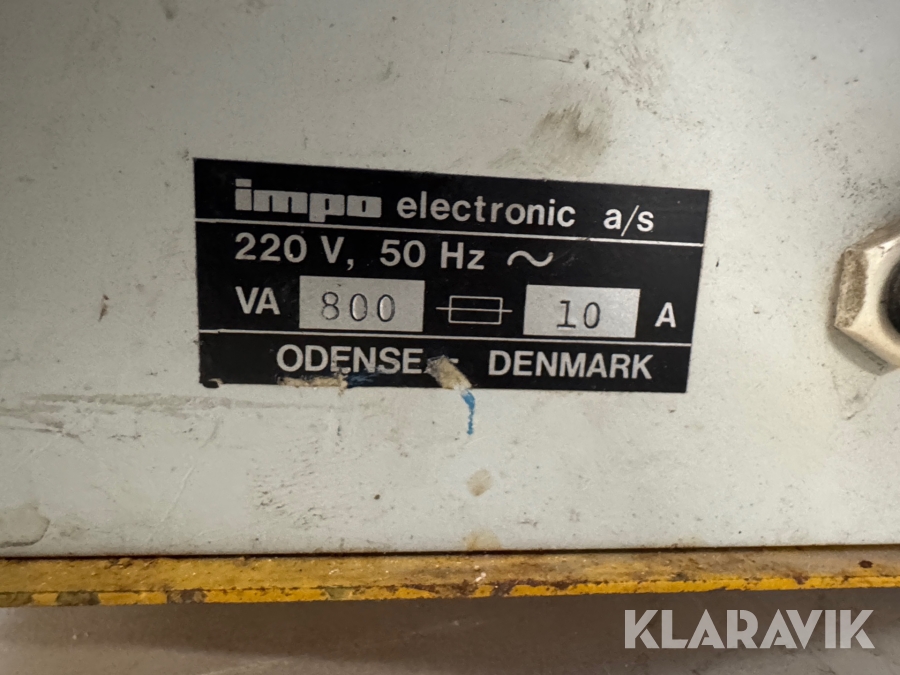 impo electronic a/s
220 V, 50 Hz ~
VA 800 10 A
ODENSE - DENMARK
KLARAVIK